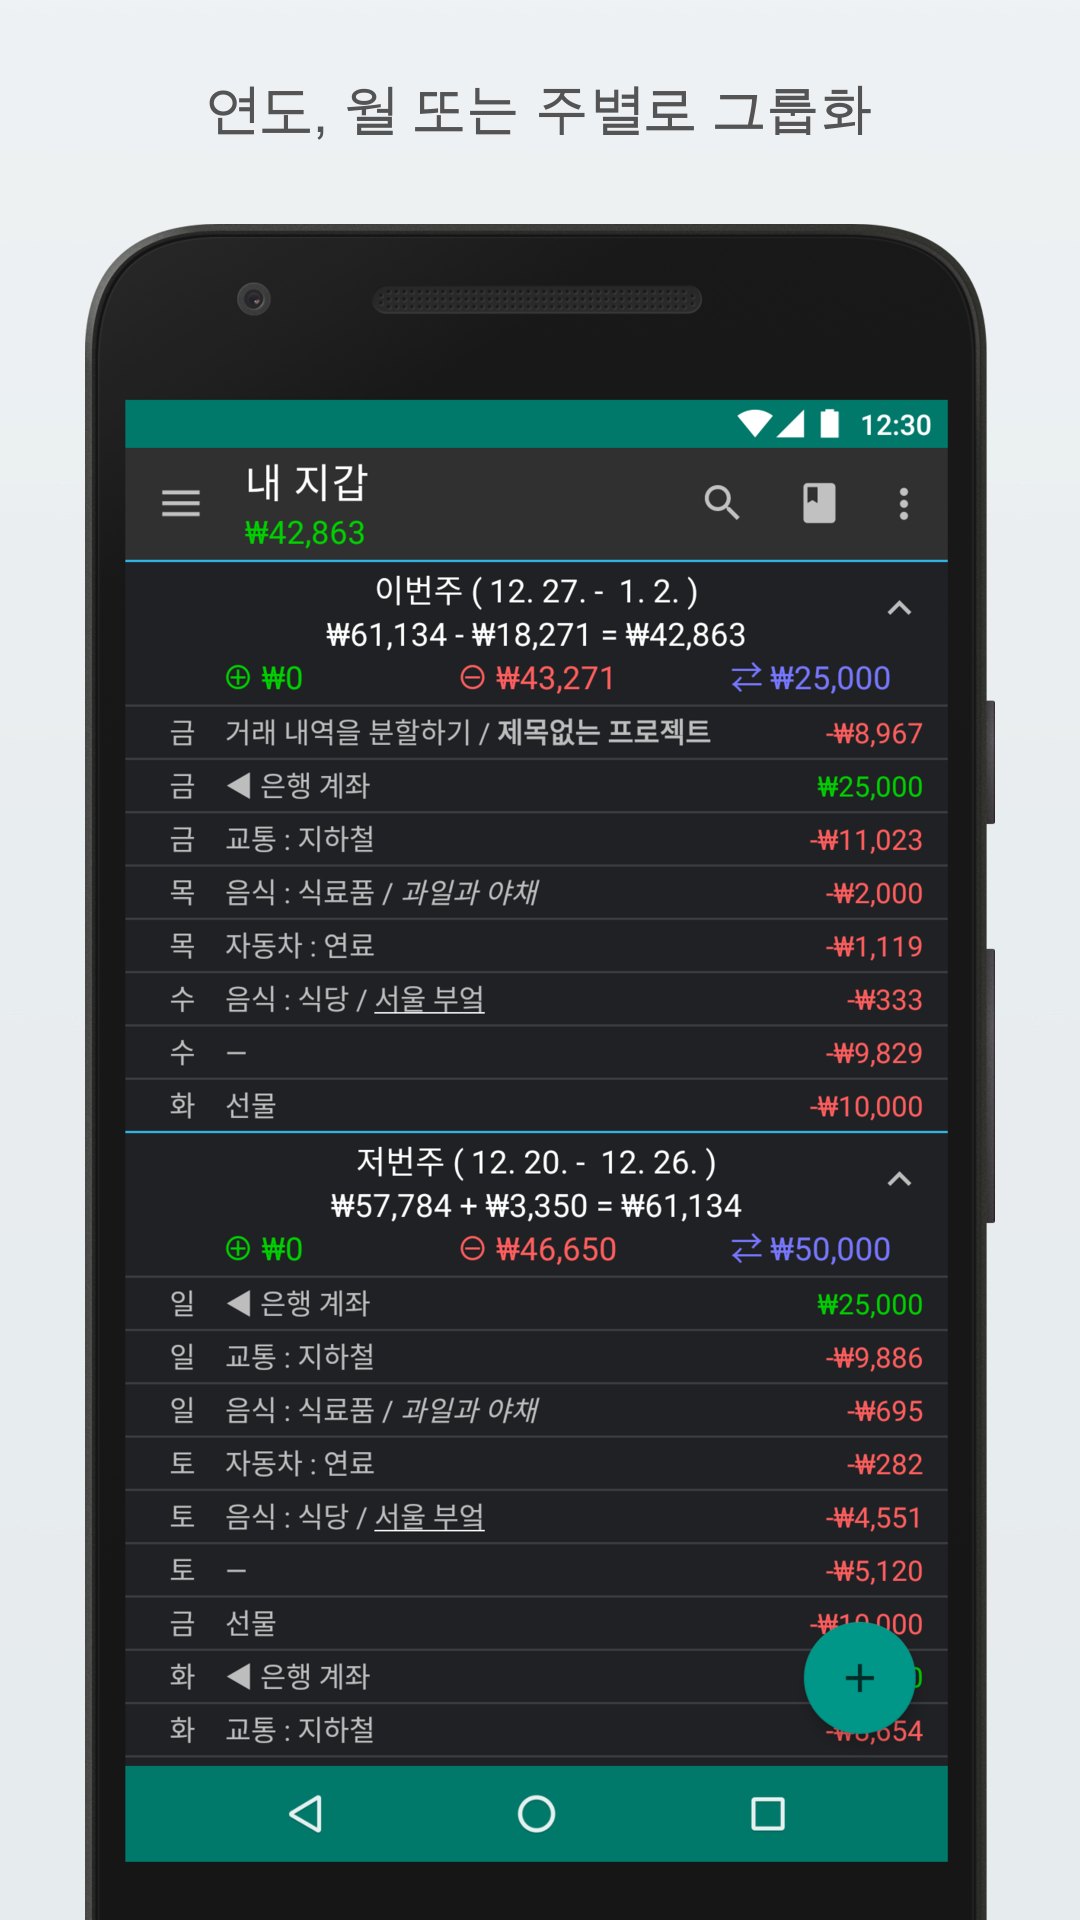 연도, 월 또는 주별로 그룹화
12:30
내 지갑
₩42,863
이번주 ( 12. 27. - 1. 2. )
₩61,134 - ₩18,271 = ₩42,863
₩0 ₩43,271 ₩25,000
금 거래 내역을 분할하기 / 제목없는 프로젝트 -₩8,967
금 ◀ 은행 계좌 ₩25,000
금 교통 : 지하철 -₩11,023
목 음식 : 식료품 / 과일과 야채 -₩2,000
목 자동차 : 연료 -₩1,119
수 음식 : 식당 / 서울 부엌 -₩333
수 – -₩9,829
화 선물 -₩10,000
저번주 ( 12. 20. - 12. 26. )
₩57,784 + ₩3,350 = ₩61,134
₩0 ₩46,650 ₩50,000
일 ◀ 은행 계좌 ₩25,000
일 교통 : 지하철 -₩9,886
일 음식 : 식료품 / 과일과 야채 -₩695
토 자동차 : 연료 -₩282
토 음식 : 식당 / 서울 부엌 -₩4,551
토 – -₩5,120
금 선물 -₩10,000
화 ◀ 은행 계좌
화 교통 : 지하철